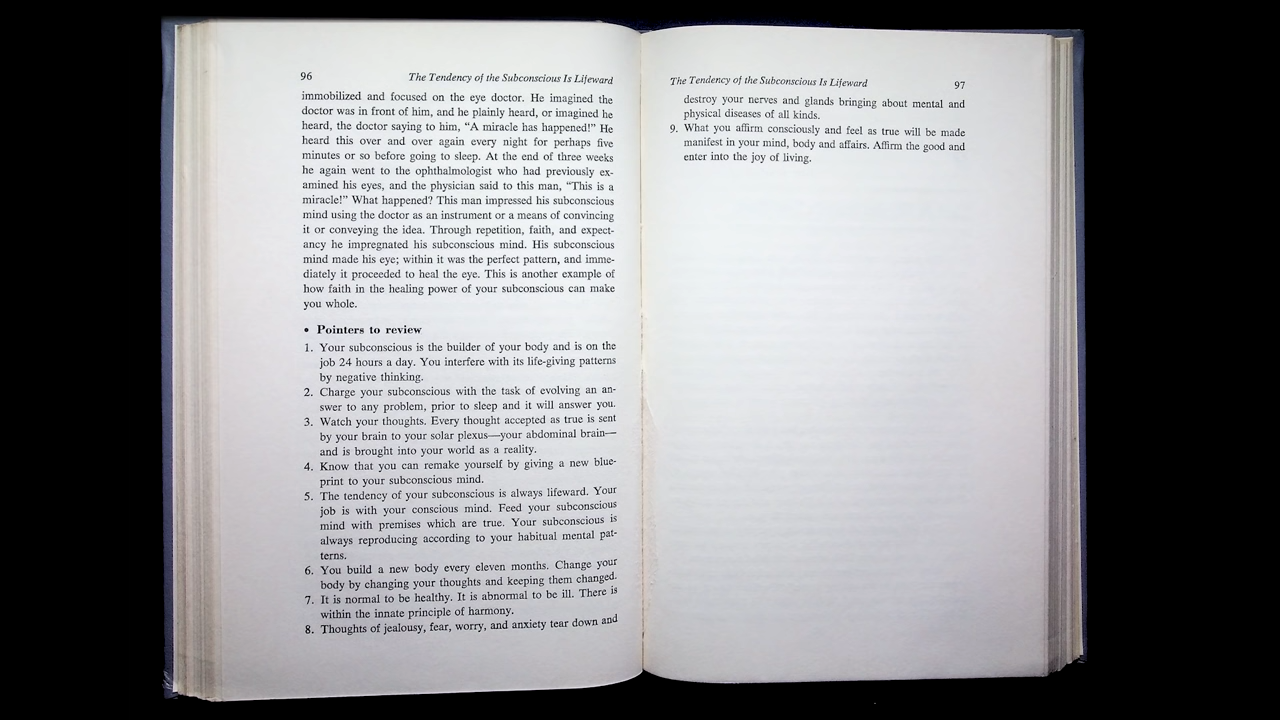 96
The Tendency of the Subconscious Is Lifeward
immobilized and focused on the eye doctor. He imagined the
doctor was in front of him, and he plainly heard, or imagined he
heard, the doctor saying to him, “A miracle has happened!” He
heard this over and over again every night for perhaps five
minutes or so before going to sleep. At the end of three weeks
he again went to the ophthalmologist who had previously ex-
amined his eyes, and the physician said to this man, “This is a
miracle!” What happened? This man impressed his subconscious
mind using the doctor as an instrument or a means of convincing
it or conveying the idea. Through repetition, faith, and expect-
ancy he impregnated his subconscious mind. His subconscious
mind made his eye; within it was the perfect pattern, and imme-
diately it proceeded to heal the eye. This is another example of
how faith in the healing power of your subconscious can make
you whole.
• Pointers to review
1. Your subconscious is the builder of your body and is on the
job 24 hours a day. You interfere with its life-giving patterns
by negative thinking.
2. Charge your subconscious with the task of evolving an an-
swer to any problem, prior to sleep and it will answer you.
3. Watch your thoughts. Every thought accepted as true is sent
by your brain to your solar plexus—your abdominal brain—
and is brought into your world as a reality.
4. Know that you can remake yourself by giving a new blue-
print to your subconscious mind.
5. The tendency of your subconscious is always lifeward. Your
job is with your conscious mind. Feed your subconscious
mind with premises which are true. Your subconscious is
always reproducing according to your habitual mental pat-
terns.
6. You build a new body every eleven months. Change your
body by changing your thoughts and keeping them changed.
7. It is normal to be healthy. It is abnormal to be ill. There is
within the innate principle of harmony.
8. Thoughts of jealousy, fear, worry, and anxiety tear down and
The Tendency of the Subconscious Is Lifeward
97
destroy your nerves and glands bringing about mental and
physical diseases of all kinds.
9. What you affirm consciously and feel as true will be made
manifest in your mind, body and affairs. Affirm the good and
enter into the joy of living.